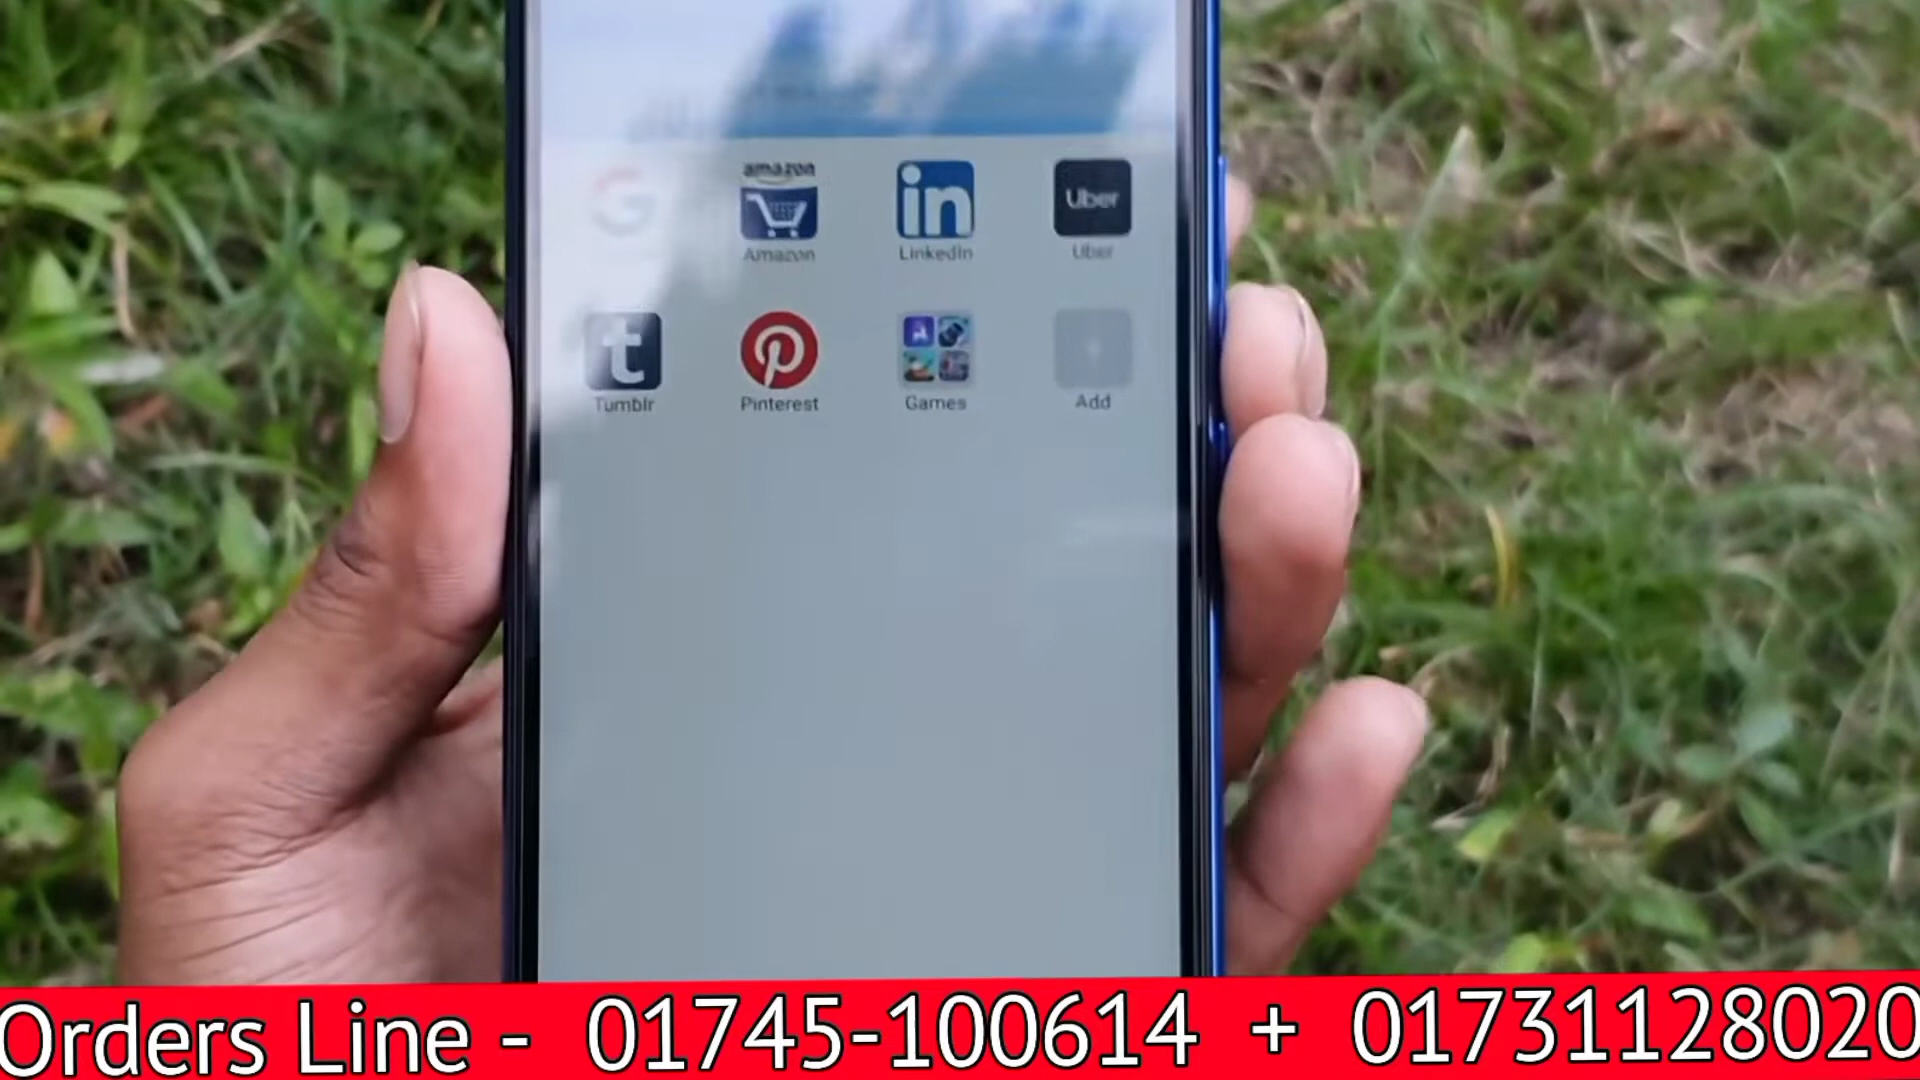 amazon
in
Uber
Amazon
LinkedIn
Uber
t
Tumblr
Pinterest
Games
Add
Orders Line - 01745-100614 + 01731128020